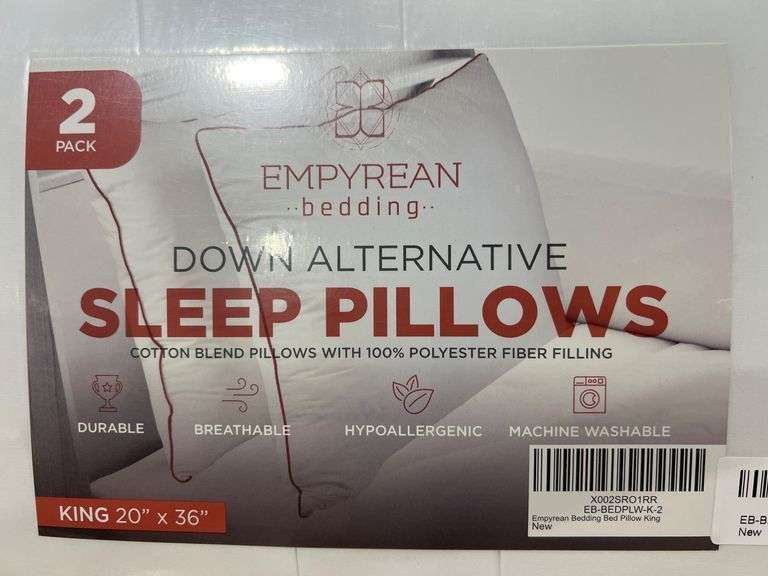 2
PACK
EMPYREAN
··bedding··
DOWN ALTERNATIVE
SLEEP PILLOWS
COTTON BLEND PILLOWS WITH 100% POLYESTER FIBER FILLING
DURABLE
BREATHABLE
HYPOALLERGENIC
MACHINE WASHABLE
KING 20" x 36"
X002SRO1RR
EB-BEDPLW-K-2
Empyrean Bedding Bed Pillow King
New
EB-B
New